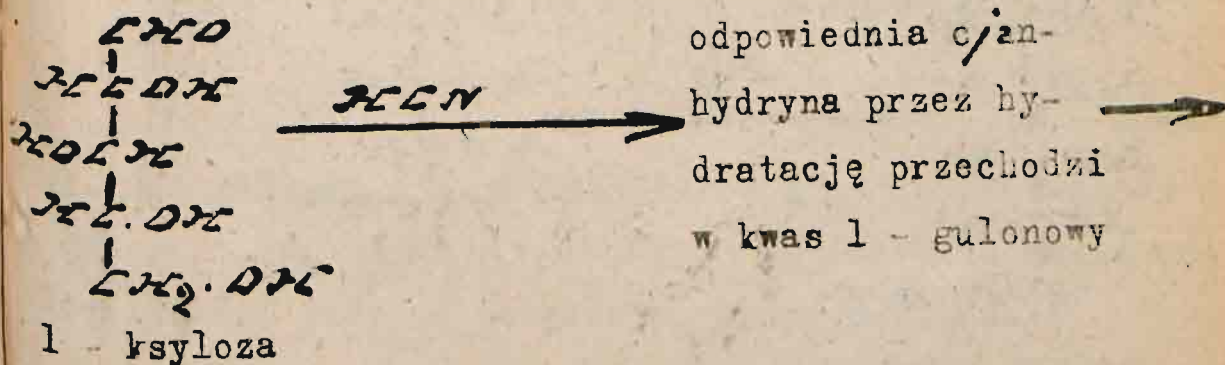 CHO
HCOH
HOCH
HC.OH
CH₂.OH
l - ksyloza
HCN
odpowiednia cjan-
hydryna przez hy-
dratację przechodzi
w kwas l - gulonowy